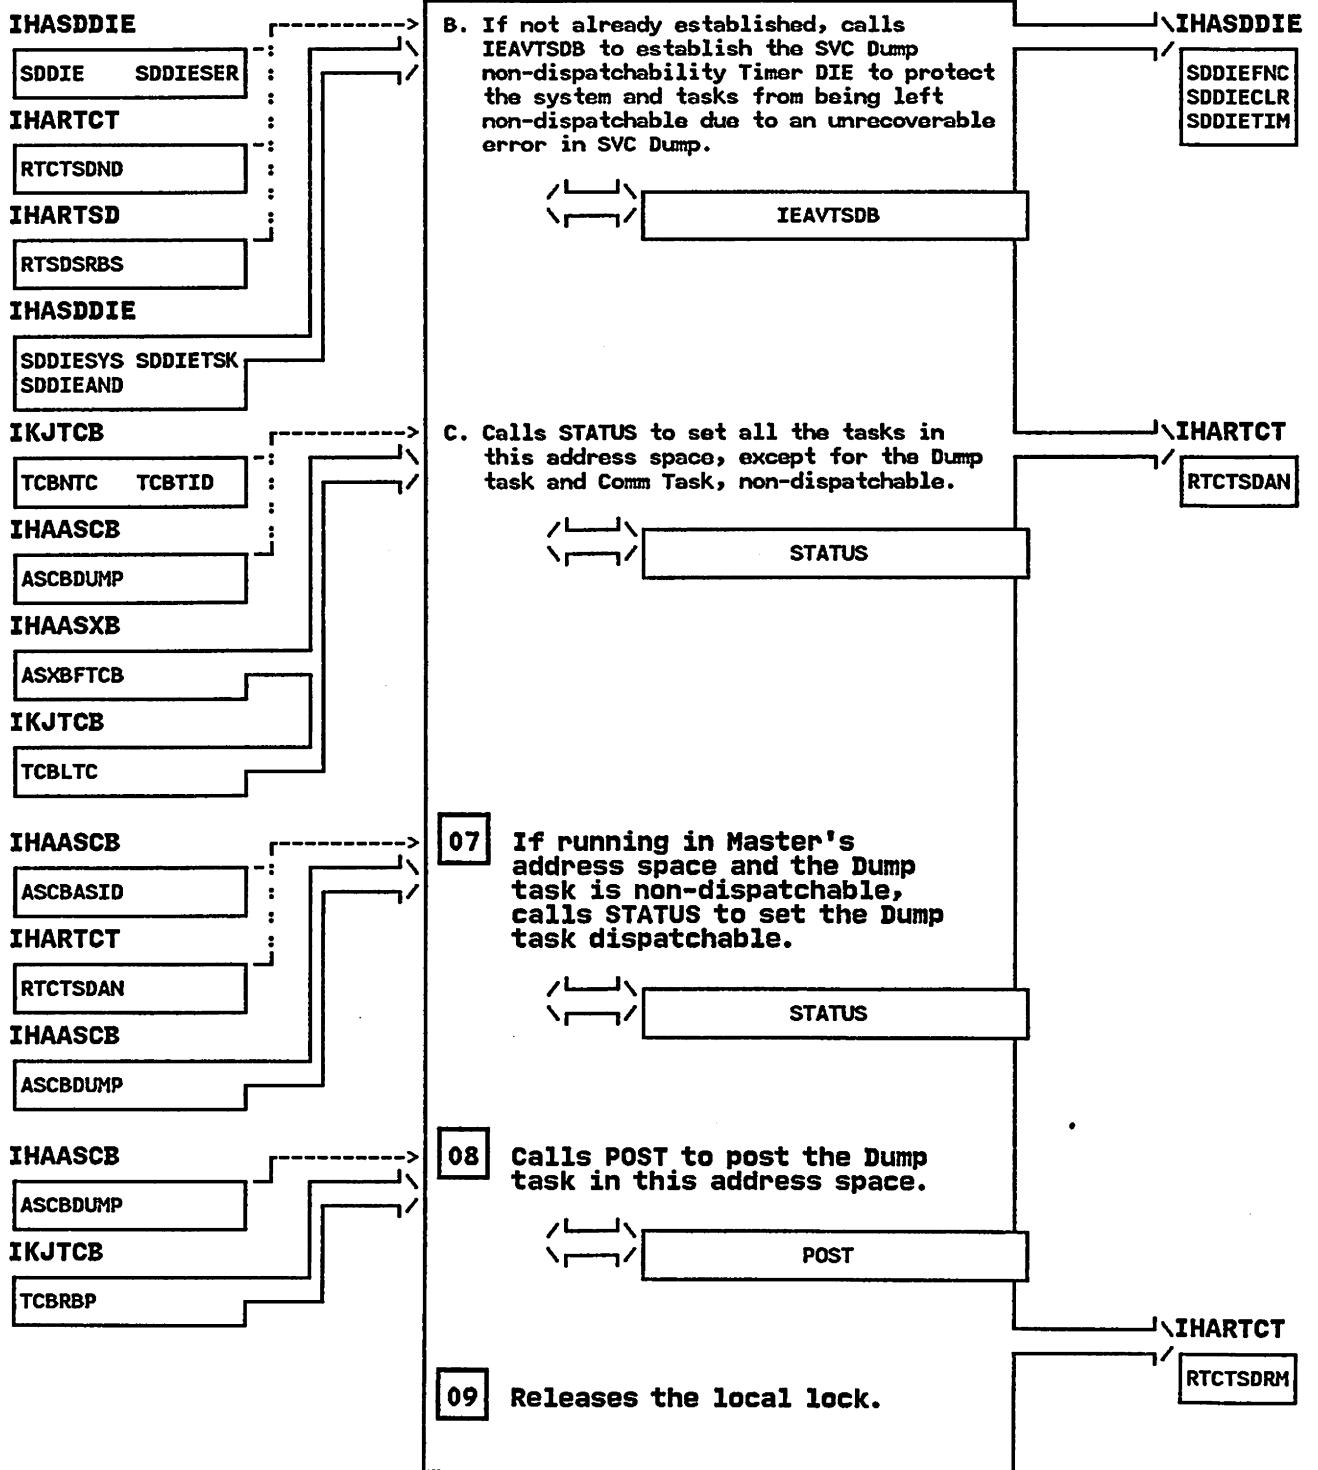 IHASDDIE
SDDIE SDDIESER
IHARTCT
RTCTSDND
IHARTSD
RTSDSRBS
IHASDDIE
SDDIESYS SDDIETSK
SDDIEAND
B. If not already established, calls
IEAVTSDB to establish the SVC Dump
non-dispatchability Timer DIE to protect
the system and tasks from being left
non-dispatchable due to an unrecoverable
error in SVC Dump.
IEAVTSDB
IHASDDIE
SDDIEFNC
SDDIECLR
SDDIETIM
IKJTCB
TCBNTC TCBTID
IHAASCB
ASCBDUMP
IHAASXB
ASXBFTCB
IKJTCB
TCBLTC
C. Calls STATUS to set all the tasks in
this address space, except for the Dump
task and Comm Task, non-dispatchable.
STATUS
IHARTCT
RTCTSDAN
IHAASCB
ASCBASID
IHARTCT
RTCTSDAN
IHAASCB
ASCBDUMP
07 If running in Master's
address space and the Dump
task is non-dispatchable,
calls STATUS to set the Dump
task dispatchable.
STATUS
IHAASCB
ASCBDUMP
IKJTCB
TCBRBP
08 Calls POST to post the Dump
task in this address space.
POST
IHARTCT
RTCTSDRM
09 Releases the local lock.